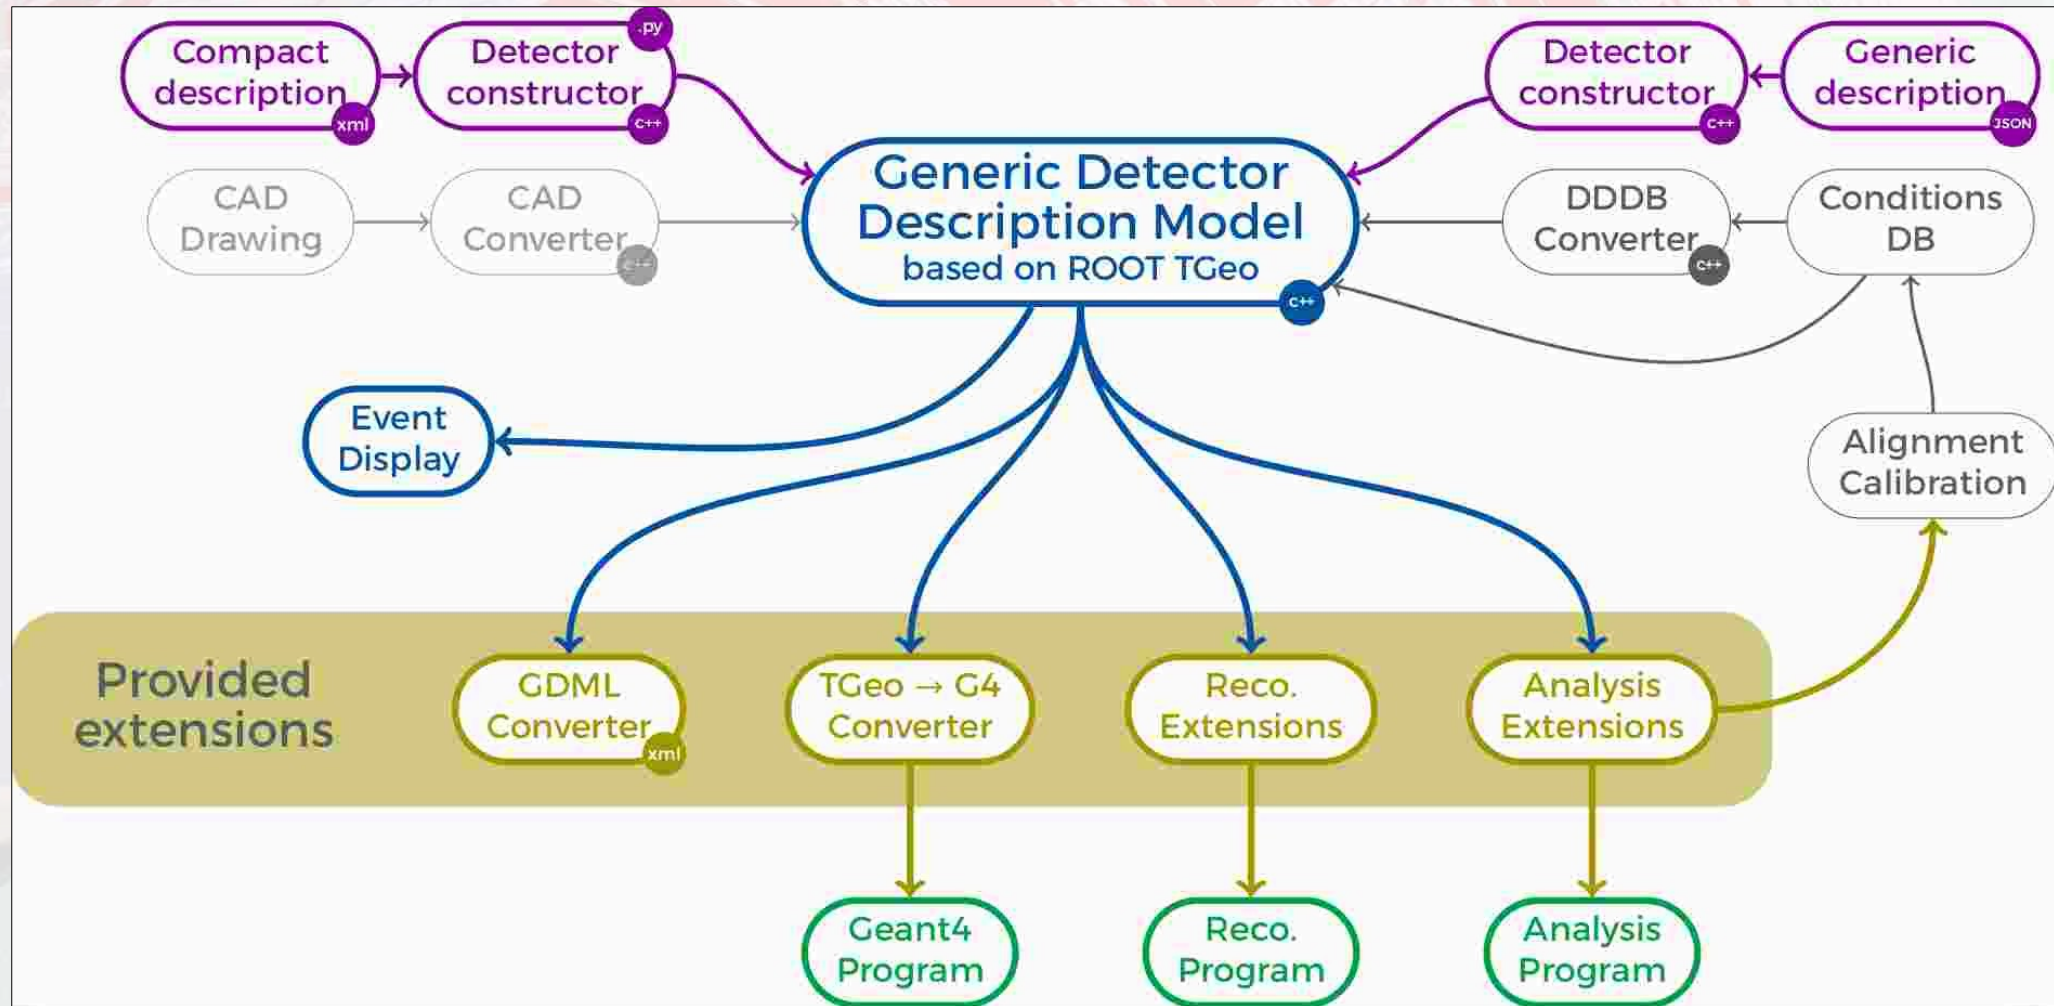 .py
Compact
description
xml
Detector
constructor
c++
Detector
constructor
c++
Generic
description
JSON
CAD
Drawing
CAD
Converter
c++
Generic Detector
Description Model
based on ROOT TGeo
c++
DDDB
Converter
c++
Conditions
DB
Event
Display
Alignment
Calibration
Provided
extensions
GDML
Converter
xml
TGeo → G4
Converter
Reco.
Extensions
Analysis
Extensions
Geant4
Program
Reco.
Program
Analysis
Program